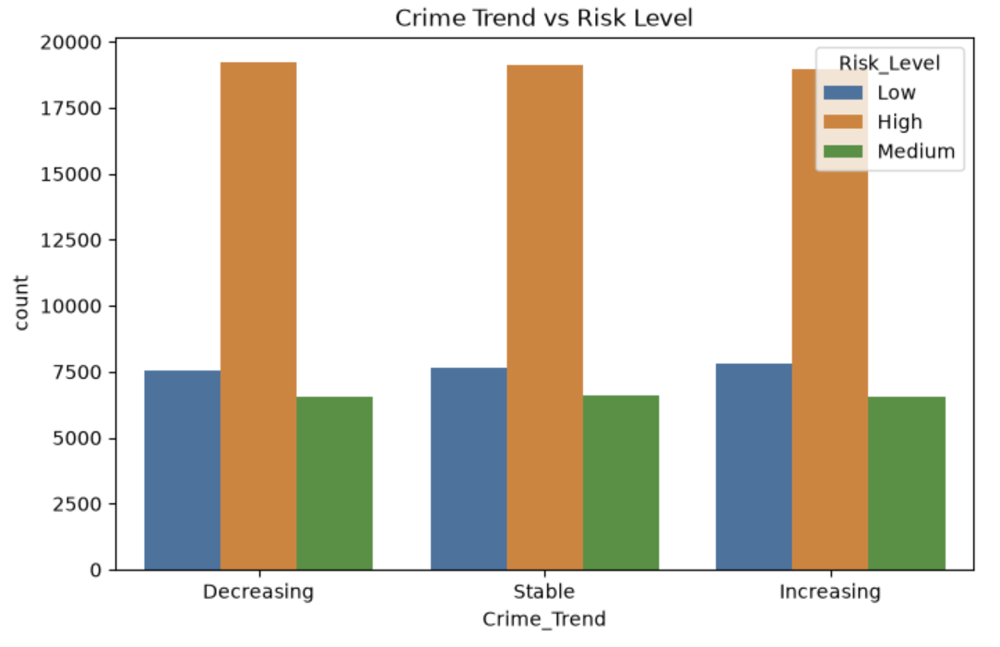 Crime Trend vs Risk Level
20000
17500
15000
12500
10000
7500
5000
2500
0
count
Risk_Level
Low
High
Medium
Decreasing
Stable
Increasing
Crime_Trend